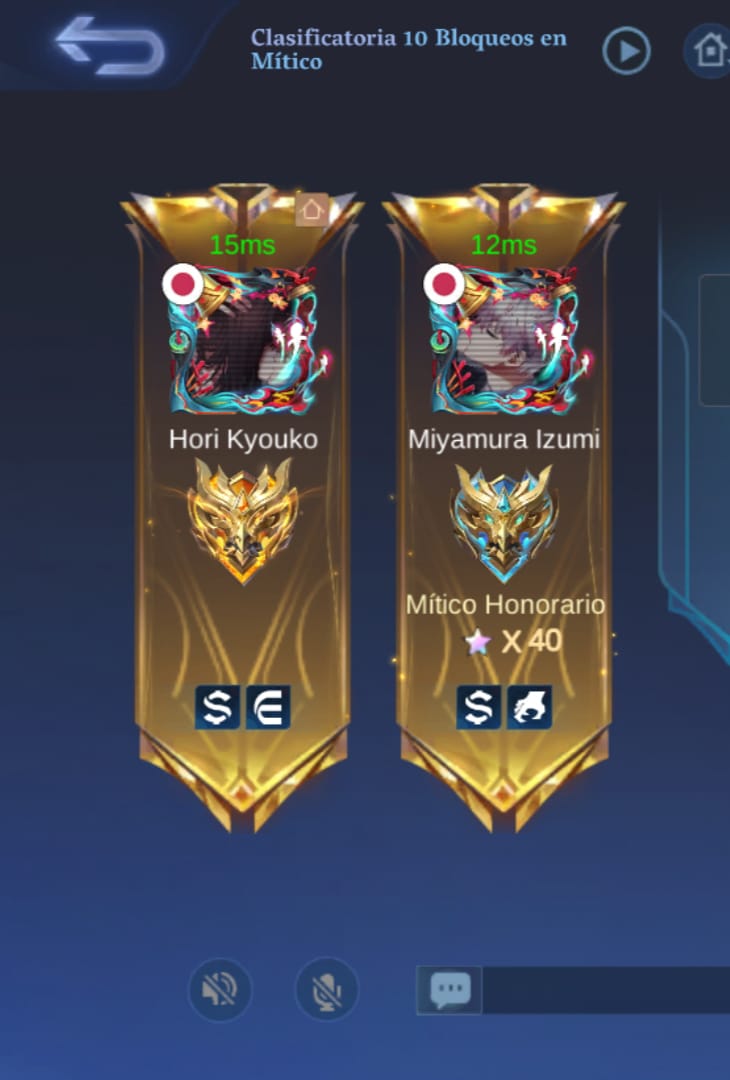 Clasificatoria 10 Bloqueos en
Mítico
15ms
12ms
Hori Kyouko
Miyamura Izumi
Mítico Honorario
X 40